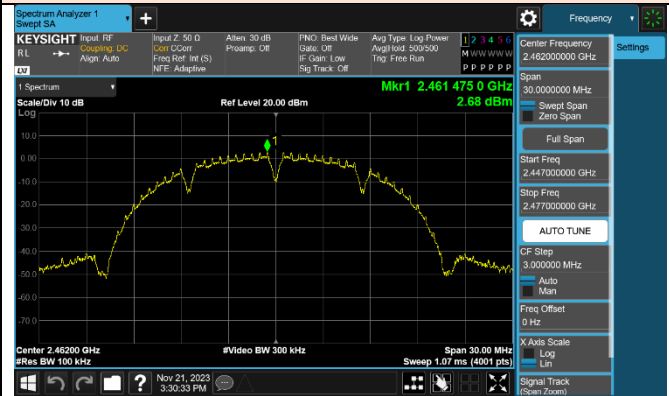 Spectrum Analyzer 1
Swept SA
+
Frequency
KEYSIGHT
Input: RF
Input Z: 50 Ω
Atten: 30 dB
PNO: Best Wide
Avg Type: Log-Power
1 2 3 4 5 6
RL
Coupling: DC
Corr CCorr
Preamp: Off
Gate: Off
Avg|Hold: 500/500
M W W W W W
Align: Auto
Freq Ref: Int (S)
IF Gain: Low
Trig: Free Run
NFE: Adaptive
Sig Track: Off
P P P P P P
LXI
1 Spectrum
Mkr1 2.461 475 0 GHz
Scale/Div 10 dB
Ref Level 20.00 dBm
2.68 dBm
Log
10.0
1
0.00
-10.0
-20.0
-30.0
-40.0
-50.0
-60.0
-70.0
Center 2.46200 GHz
#Video BW 300 kHz
Span 30.00 MHz
#Res BW 100 kHz
Sweep 1.07 ms (4001 pts)
Nov 21, 2023
3:30:33 PM
?
Center Frequency
2.462000000 GHz
Settings
Span
30.0000000 MHz
Swept Span
Zero Span
Full Span
Start Freq
2.447000000 GHz
Stop Freq
2.477000000 GHz
AUTO TUNE
CF Step
3.000000 MHz
Auto
Man
Freq Offset
0 Hz
X Axis Scale
Log
Lin
Signal Track
(Span Zoom)